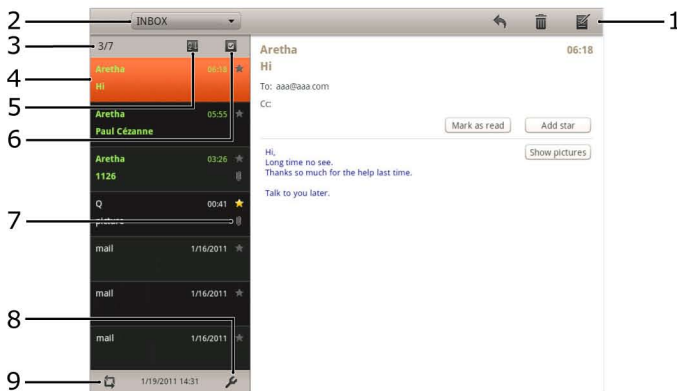 1
2
INBOX
3
3/7
4
Aretha 06:18
Hi
5
6
Aretha 05:55
Paul Cézanne
Aretha 03:26
1126
7
Q 00:41
picture
mail 1/16/2011
mail 1/16/2011
8
mail 1/16/2011
9
1/19/2011 14:31
Aretha 06:18
Hi
To: aaa@aaa.com
Cc:
Mark as read Add star
Show pictures
Hi,
Long time no see.
Thanks so much for the help last time.
Talk to you later.